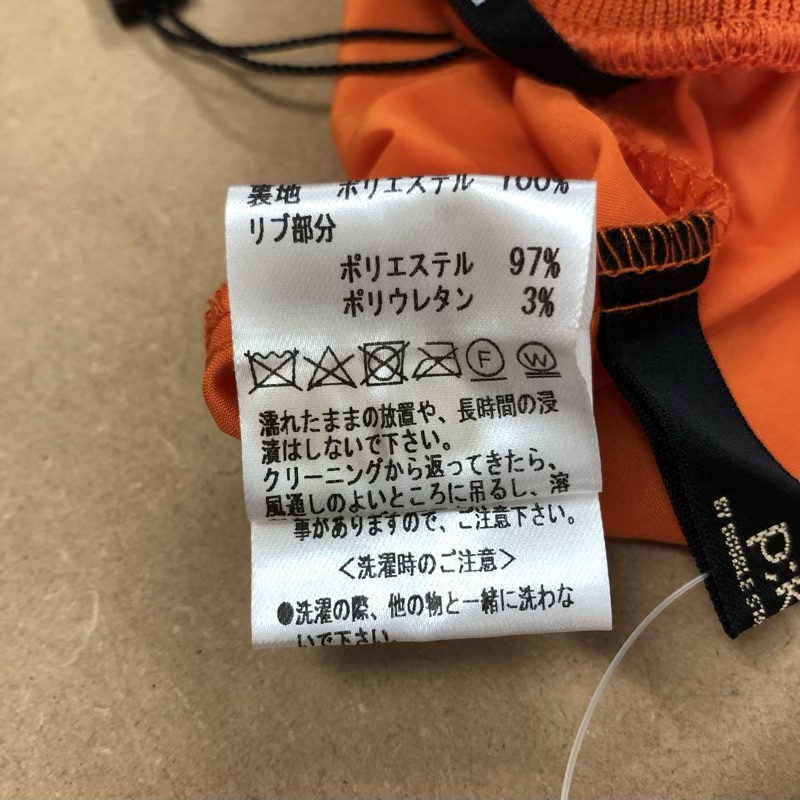 裏地 ポリエステル 100%
リブ部分
ポリエステル 97%
ポリウレタン 3%
F
W
濡れたままの放置や、長時間の浸
漬はしないで下さい。
クリーニングから返ってきたら、
風通しのよいところに吊るし、溶
事がありますので、ご注意下さい。
<洗濯時のご注意>
●洗濯の際、他の物と一緒に洗わな
いで下さい。
BY DOUBLE STE